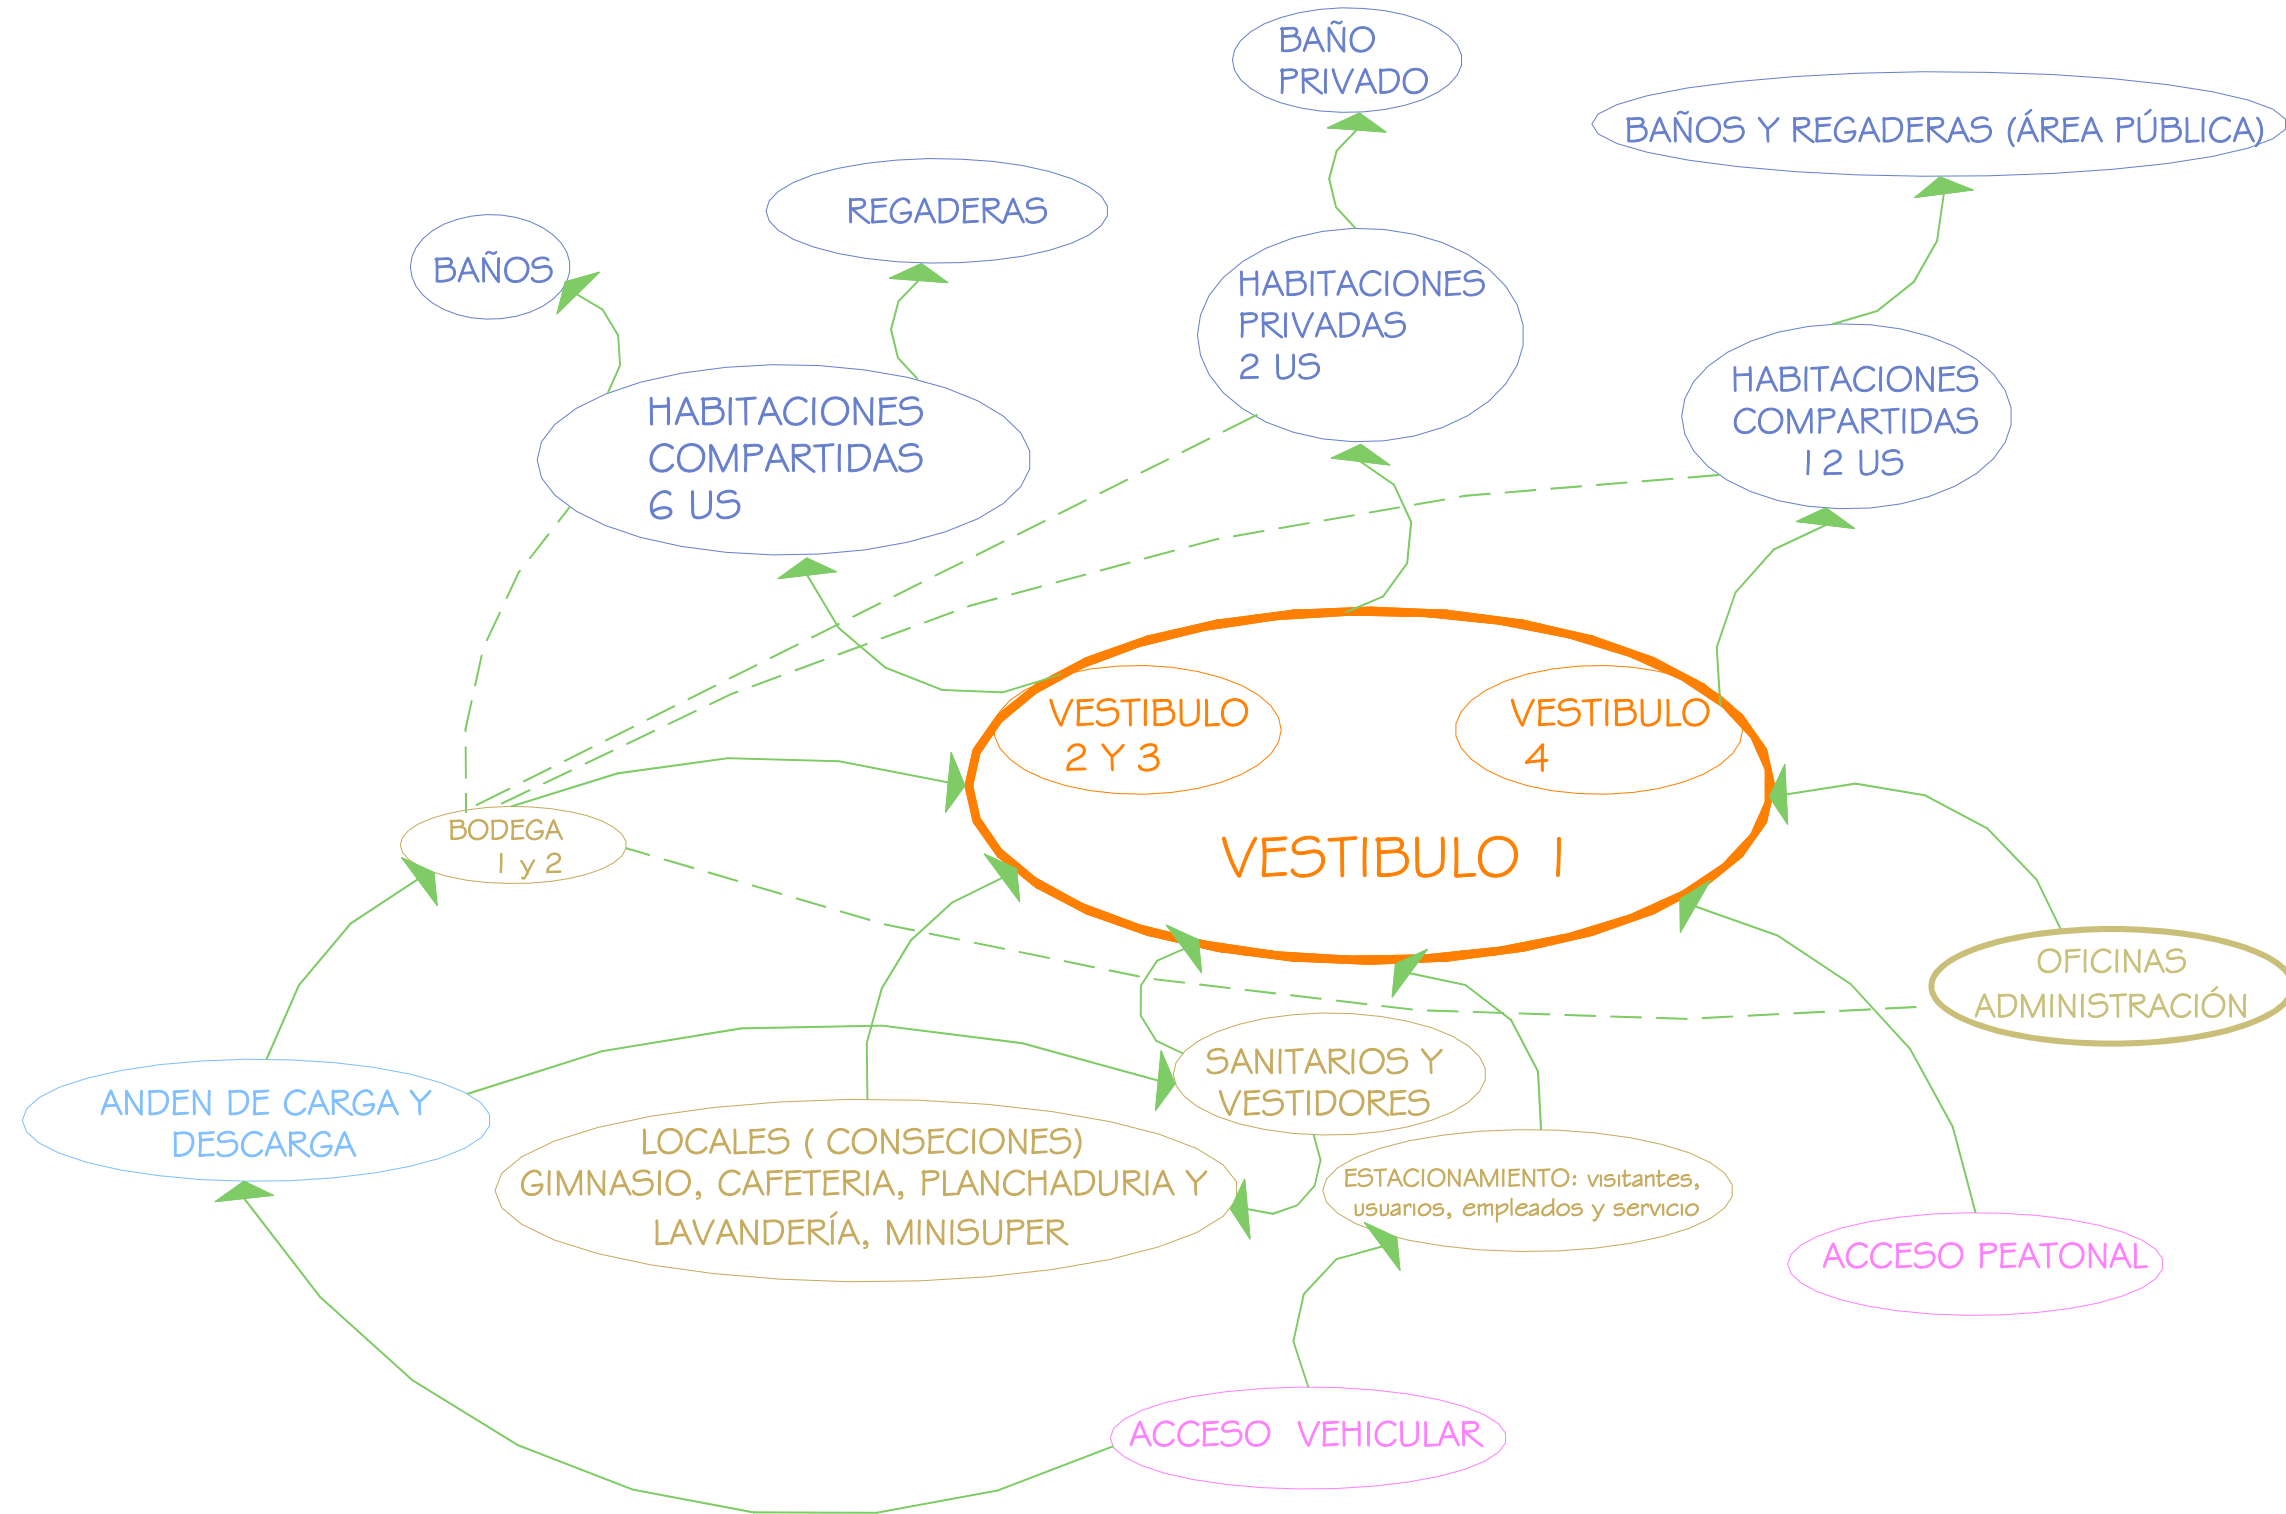 BAÑO
PRIVADO
BAÑOS Y REGADERAS (ÁREA PÚBLICA)
REGADERAS
BAÑOS
HABITACIONES
PRIVADAS
2 US
HABITACIONES
COMPARTIDAS
12 US
HABITACIONES
COMPARTIDAS
6 US
VESTIBULO
2 Y 3
VESTIBULO
4
VESTIBULO 1
BODEGA
1 y 2
OFICINAS
ADMINISTRACIÓN
SANITARIOS Y
VESTIDORES
ANDEN DE CARGA Y
DESCARGA
LOCALES ( CONSECIONES)
GIMNASIO, CAFETERIA, PLANCHADURIA Y
LAVANDERÍA, MINISUPER
ESTACIONAMIENTO: visitantes,
usuarios, empleados y servicio
ACCESO PEATONAL
ACCESO VEHICULAR